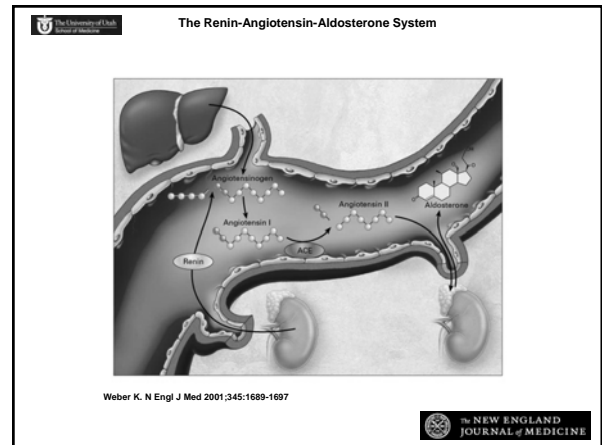 The University of Utah
School of Medicine
The Renin-Angiotensin-Aldosterone System
Angiotensinogen
Angiotensin I
Angiotensin II
Aldosterone
ACE
Renin
Weber K. N Engl J Med 2001;345:1689-1697
The NEW ENGLAND
JOURNAL of MEDICINE